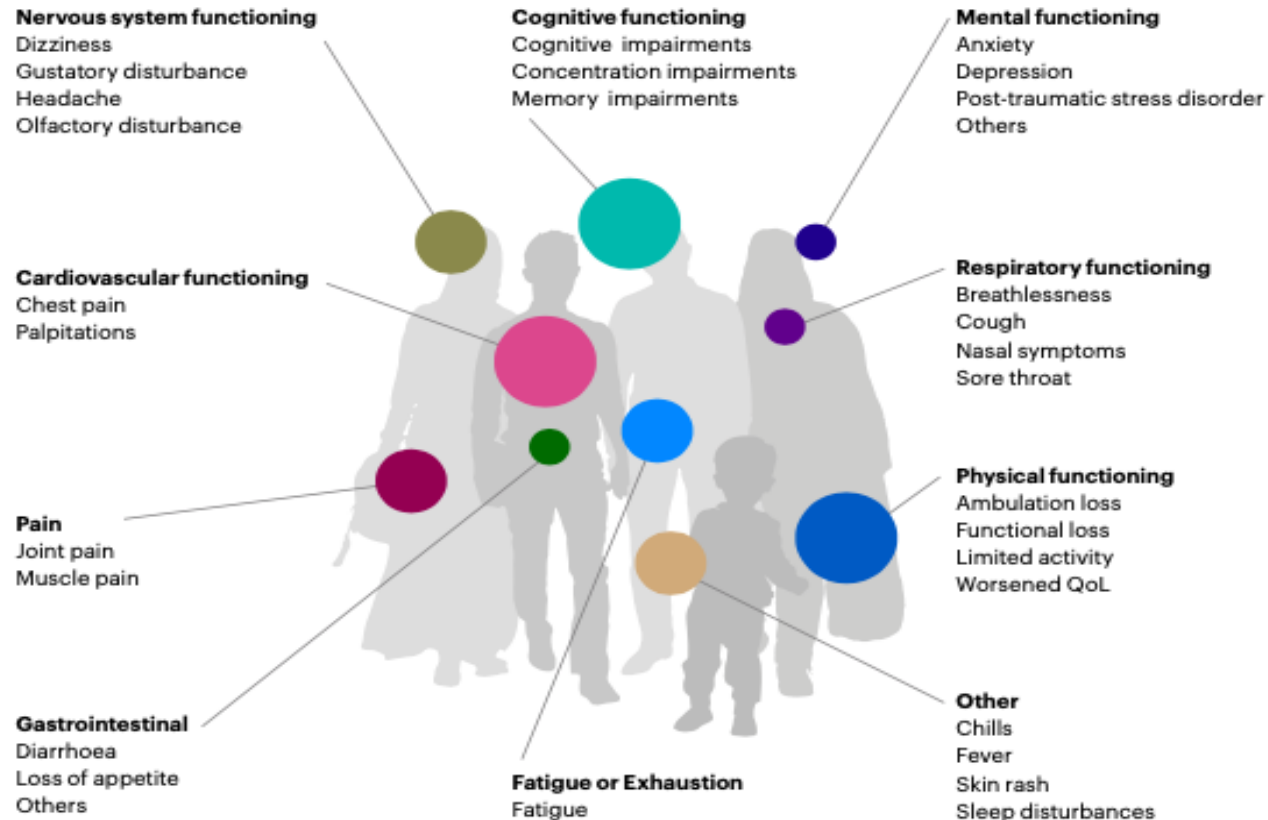 Nervous system functioning
Dizziness
Gustatory disturbance
Headache
Olfactory disturbance
Cognitive functioning
Cognitive impairments
Concentration impairments
Memory impairments
Mental functioning
Anxiety
Depression
Post-traumatic stress disorder
Others
Cardiovascular functioning
Chest pain
Palpitations
Respiratory functioning
Breathlessness
Cough
Nasal symptoms
Sore throat
Pain
Joint pain
Muscle pain
Physical functioning
Ambulation loss
Functional loss
Limited activity
Worsened QoL
Gastrointestinal
Diarrhoea
Loss of appetite
Others
Fatigue or Exhaustion
Fatigue
Other
Chills
Fever
Skin rash
Sleep disturbances